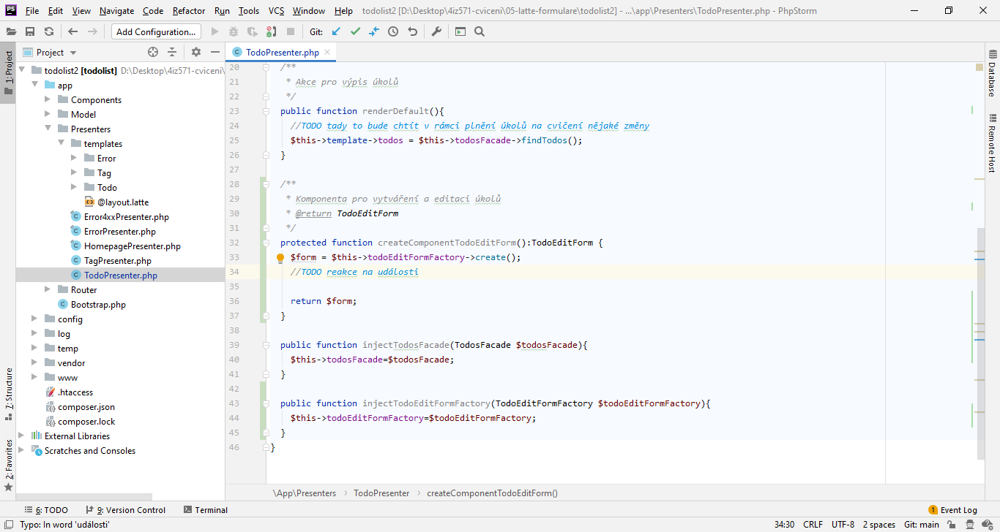 PS File Edit View Navigate Code Refactor Run Tools VCS Window Help todolist2 [D:\Desktop\4iz571-cviceni\05-latte-formulare\todolist2] - ...\app\Presenters\TodoPresenter.php - PhpStorm
Add Configuration... Git:
1: Project
7: Structure
2: Favorites
Project
todolist2 [todolist] D:\Desktop\4iz571-cviceni\
app
Components
Model
Presenters
templates
Error
Tag
Todo
@layout.latte
Error4xxPresenter.php
ErrorPresenter.php
HomepagePresenter.php
TagPresenter.php
TodoPresenter.php
Router
Bootstrap.php
config
log
temp
vendor
www
.htaccess
composer.json
composer.lock
External Libraries
Scratches and Consoles
TodoPresenter.php
20 /**
21 * Akce pro výpis úkolů
22 */
23 public function renderDefault(){
24 //TODO tady to bude chtít v rámci plnění úkolů na cvičení nějaké změny
25 $this->template->todos = $this->todosFacade->findTodos();
26 }
27
28 /**
29 * Komponenta pro vytváření a editaci úkolů
30 * @return TodoEditForm
31 */
32 protected function createComponentTodoEditForm():TodoEditForm {
33 $form = $this->todoEditFormFactory->create();
34 //TODO reakce na události
35
36 return $form;
37 }
38
39 public function injectTodosFacade(TodosFacade $todosFacade){
40 $this->todosFacade=$todosFacade;
41 }
42
43 public function injectTodoEditFormFactory(TodoEditFormFactory $todoEditFormFactory){
44 $this->todoEditFormFactory=$todoEditFormFactory;
45 }
46 }
\App\Presenters › TodoPresenter › createComponentTodoEditForm()
Database
Remote Host
6: TODO 9: Version Control Terminal 1 Event Log
Typo: In word 'události' 34:30 CRLF UTF-8 2 spaces Git: main